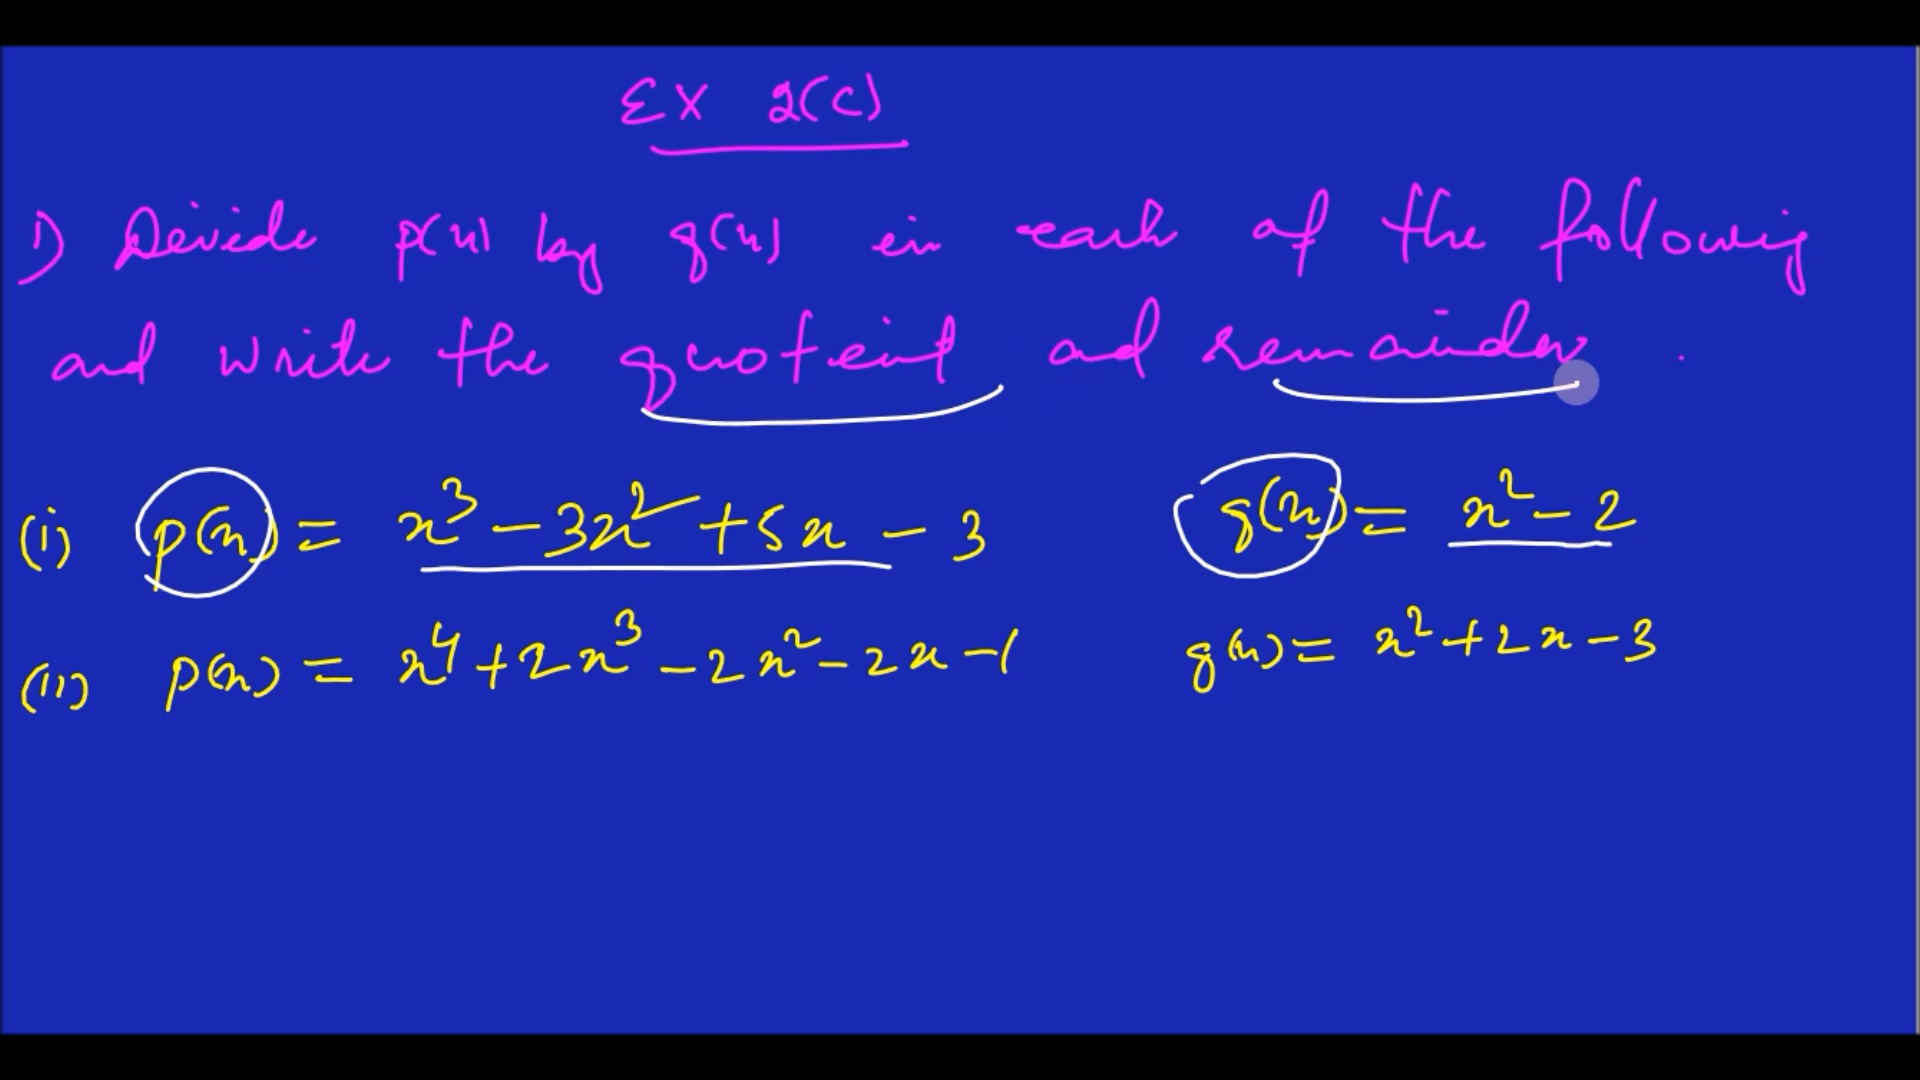 Ex 2(c)
1) Divide p(x) by g(x) in each of the following
and write the quotient and remainder.
(i) p(x) = x³ - 3x² + 5x - 3 g(x) = x² - 2
(ii) p(x) = x⁴ + 2x³ - 2x² - 2x - 1 g(x) = x² + 2x - 3